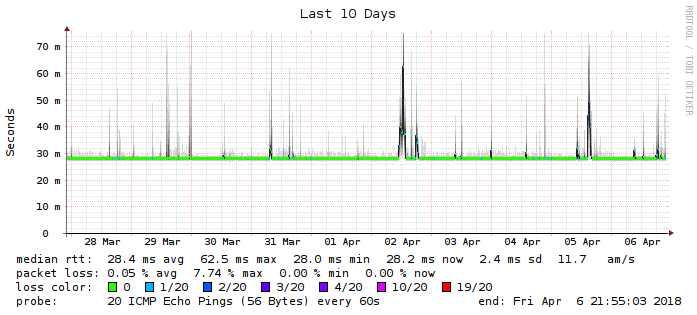 Last 10 Days
RRDTOOL / TOBI OETIKER
Seconds
70 m
60 m
50 m
40 m
30 m
20 m
10 m
0
28 Mar 29 Mar 30 Mar 31 Mar 01 Apr 02 Apr 03 Apr 04 Apr 05 Apr 06 Apr
median rtt: 28.4 ms avg 62.5 ms max 28.0 ms min 28.2 ms now 2.4 ms sd 11.7 am/s
packet loss: 0.05 % avg 7.74 % max 0.00 % min 0.00 % now
loss color: 0 1/20 2/20 3/20 4/20 10/20 19/20
probe: 20 ICMP Echo Pings (56 Bytes) every 60s end: Fri Apr 6 21:55:03 2018